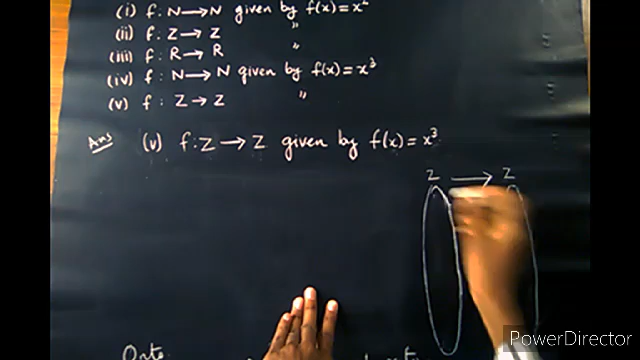 (i) f: N → N given by f(x) = x²
(ii) f: Z → Z "
(iii) f: R → R "
(iv) f: N → N given by f(x) = x³
(v) f: Z → Z "
Ans (v) f: Z → Z given by f(x) = x³
Z → Z
PowerDirector